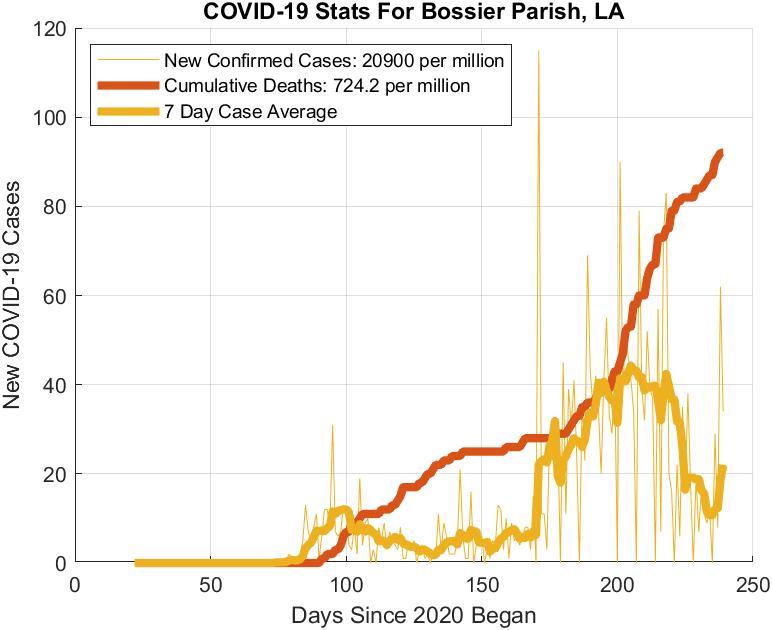 COVID-19 Stats For Bossier Parish, LA
New Confirmed Cases: 20900 per million
Cumulative Deaths: 724.2 per million
7 Day Case Average
New COVID-19 Cases
120
100
80
60
40
20
0
0 50 100 150 200 250
Days Since 2020 Began